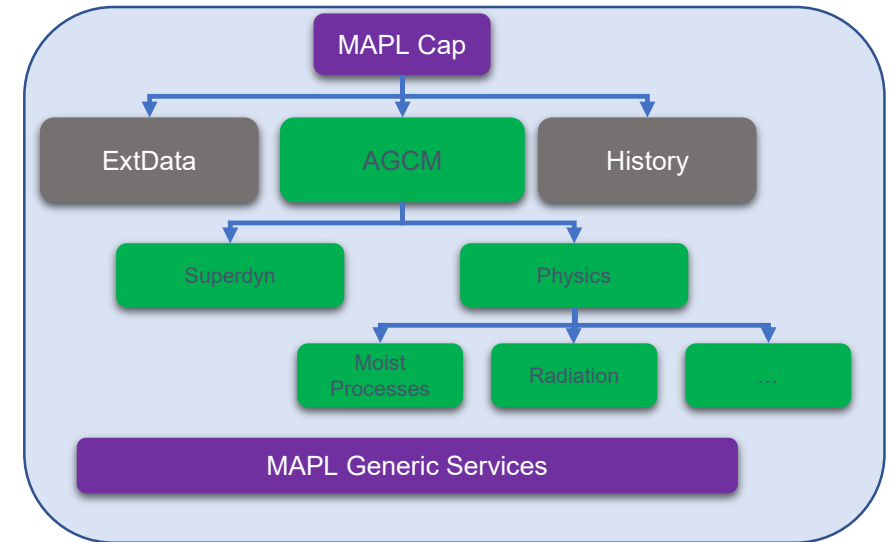 MAPL Cap
ExtData
AGCM
History
Superdyn
Physics
Moist
Processes
Radiation
…
MAPL Generic Services